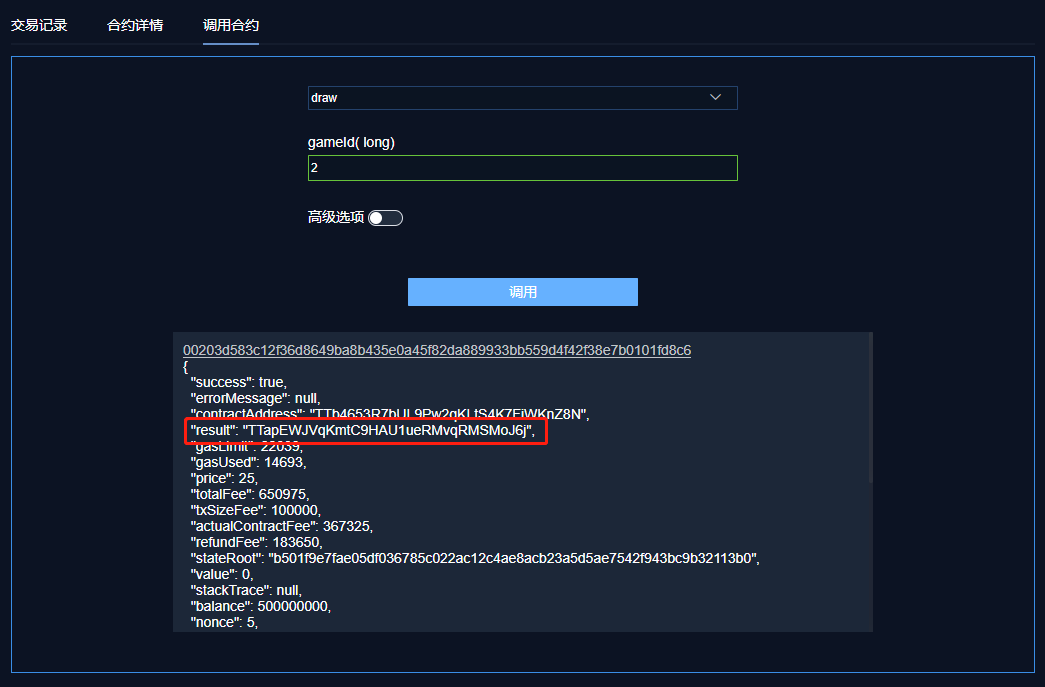 交易记录 合约详情 调用合约
draw
gameId( long)
2
高级选项
调用
00203d583c12f36d8649ba8b435e0a45f82da889933bb559d4f42f38e7b0101fd8c6
{
"success": true,
"errorMessage": null,
"contractAddress":
"result": "TTapEWJVqKmtC9HAU1ueRMvqRMSMoJ6j",
"gasLimit": 22039,
"gasUsed": 14693,
"price": 25,
"totalFee": 650975,
"txSizeFee": 100000,
"actualContractFee": 367325,
"refundFee": 183650,
"stateRoot": "b501f9e7fae05df036785c022ac12c4ae8acb23a5d5ae7542f943bc9b32113b0",
"value": 0,
"stackTrace": null,
"balance": 500000000,
"nonce": 5,